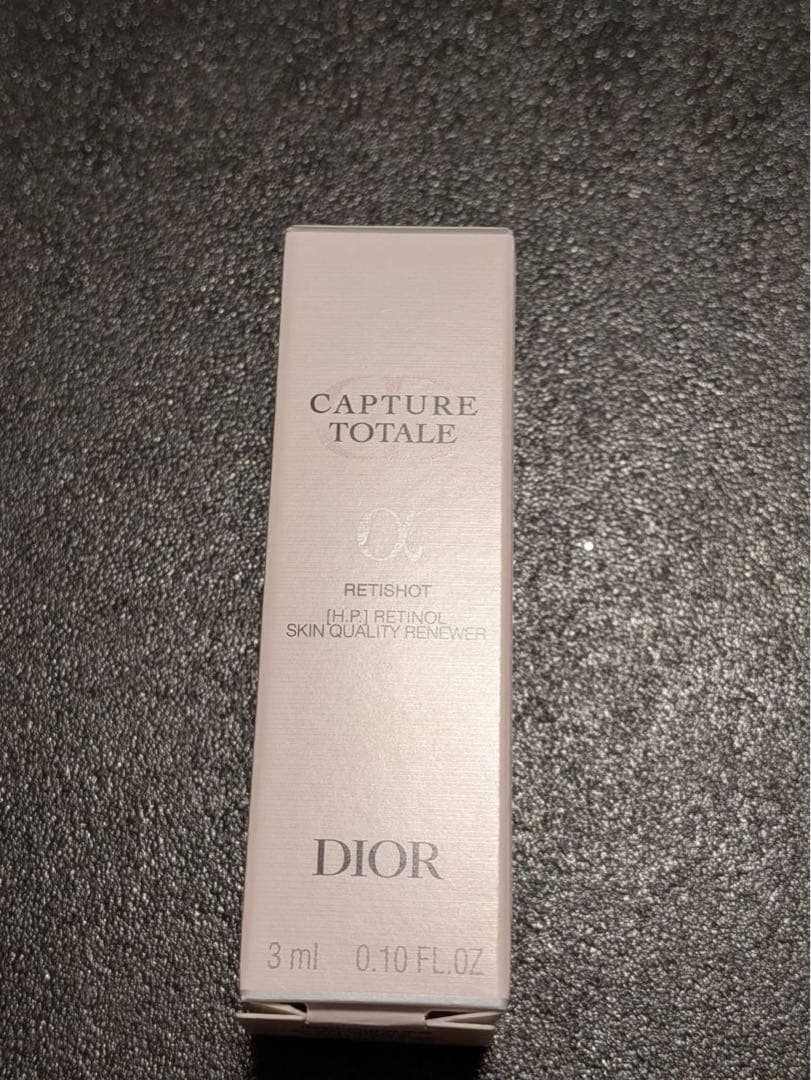 CAPTURE
TOTALE
α
RETISHOT
[H.P.] RETINOL
SKIN QUALITY RENEWER
DIOR
3 ml 0.10 FL.OZ